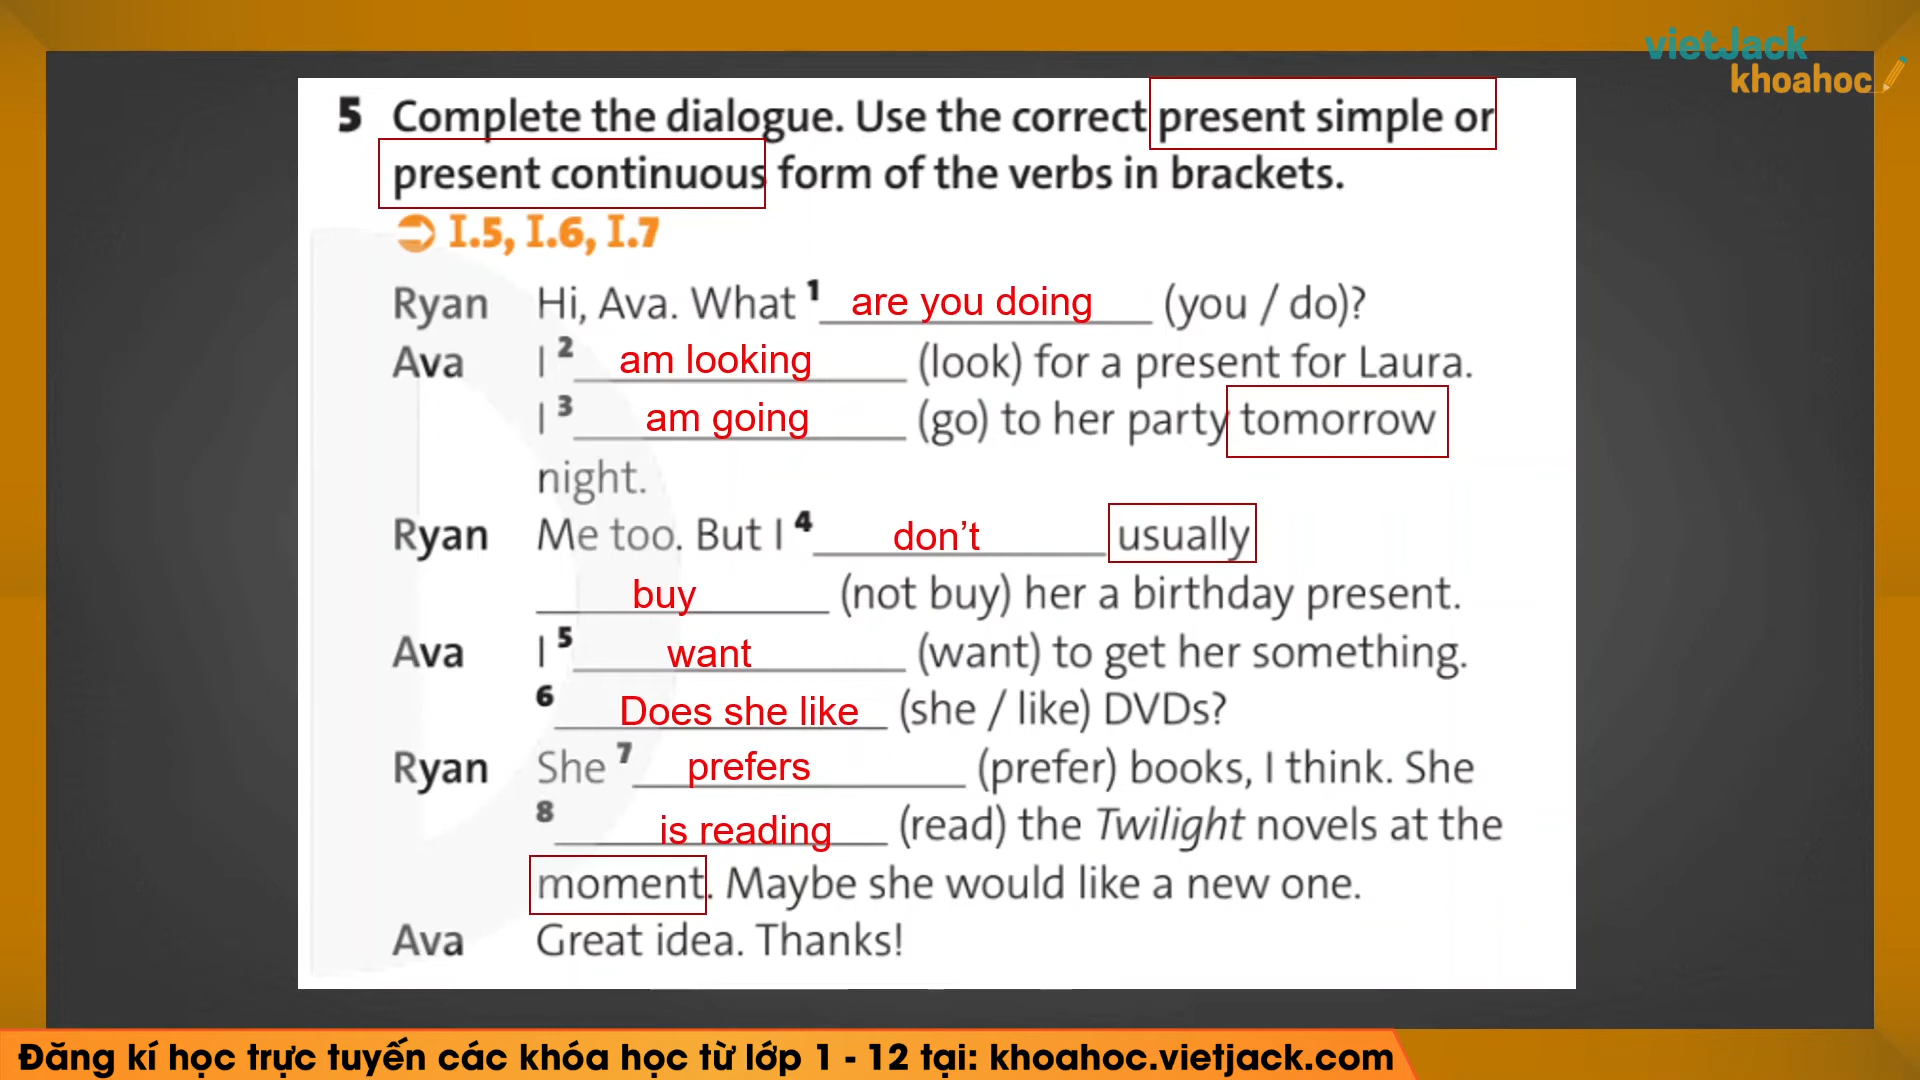 vietJack
khoahoc
5 Complete the dialogue. Use the correct present simple or
present continuous form of the verbs in brackets.
➲ I.5, I.6, I.7
Ryan Hi, Ava. What ¹ are you doing (you / do)?
Ava I ² am looking (look) for a present for Laura.
I ³ am going (go) to her party tomorrow
night.
Ryan Me too. But I ⁴ don’t usually
buy (not buy) her a birthday present.
Ava I ⁵ want (want) to get her something.
⁶ Does she like (she / like) DVDs?
Ryan She ⁷ prefers (prefer) books, I think. She
⁸ is reading (read) the Twilight novels at the
moment. Maybe she would like a new one.
Ava Great idea. Thanks!
Đăng kí học trực tuyến các khóa học từ lớp 1 - 12 tại: khoahoc.vietjack.com